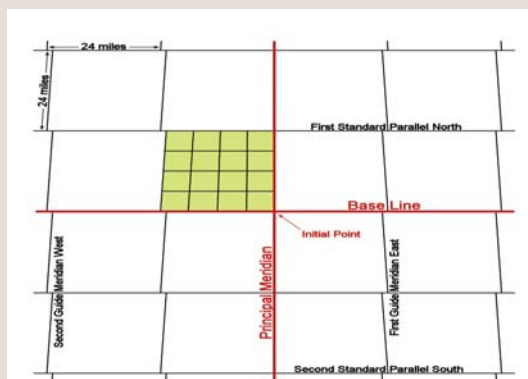 24 miles
24 miles
First Standard Parallel North
Base Line
Initial Point
Second Guide Meridian West
Principal Meridian
First Guide Meridian East
Second Standard Parallel South